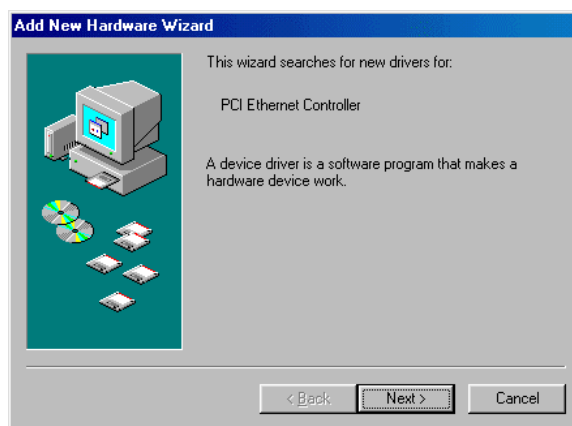 Add New Hardware Wizard
This wizard searches for new drivers for:
PCI Ethernet Controller
A device driver is a software program that makes a
hardware device work.
< Back
Next >
Cancel